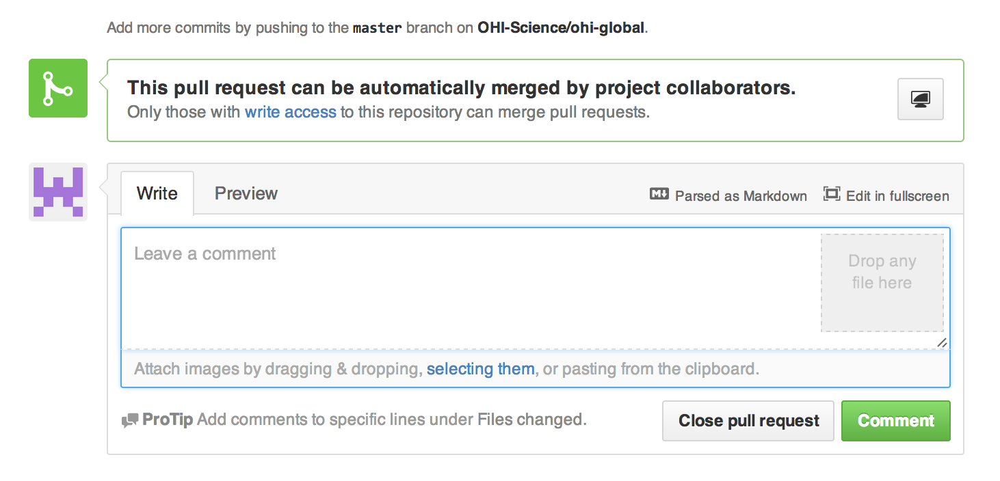 Add more commits by pushing to the master branch on OHI-Science/ohi-global.
This pull request can be automatically merged by project collaborators.
Only those with write access to this repository can merge pull requests.
Write Preview M↓ Parsed as Markdown Edit in fullscreen
Leave a comment
Drop any
file here
Attach images by dragging & dropping, selecting them, or pasting from the clipboard.
ProTip Add comments to specific lines under Files changed.
Close pull request Comment